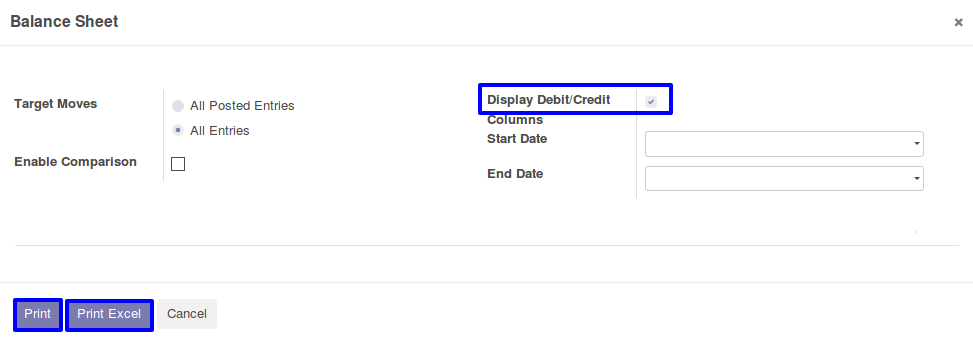 Balance Sheet
Target Moves
All Posted Entries
All Entries
Enable Comparison
Display Debit/Credit
Columns
Start Date
End Date
Print
Print Excel
Cancel